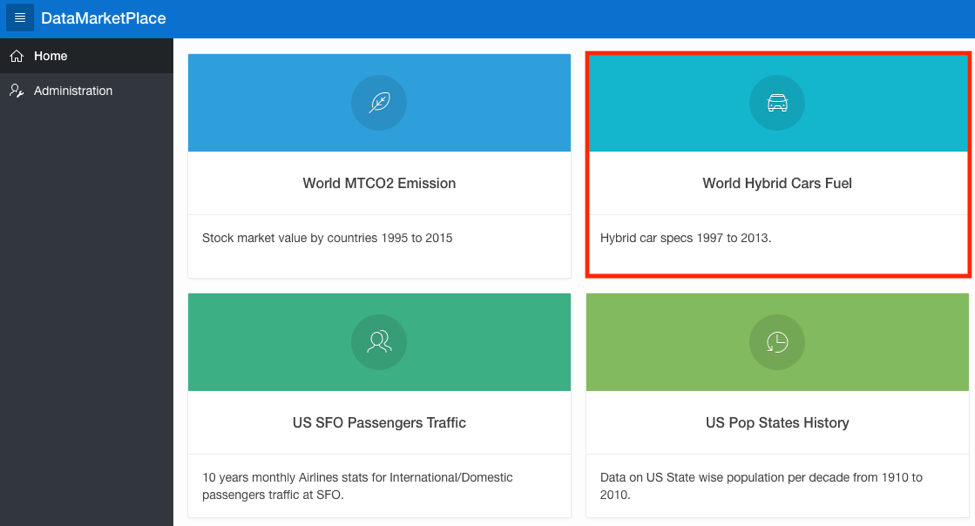 DataMarketPlace
Home
Administration
World MTCO2 Emission
Stock market value by countries 1995 to 2015
World Hybrid Cars Fuel
Hybrid car specs 1997 to 2013.
US SFO Passengers Traffic
10 years monthly Airlines stats for International/Domestic
passengers traffic at SFO.
US Pop States History
Data on US State wise population per decade from 1910 to
2010.